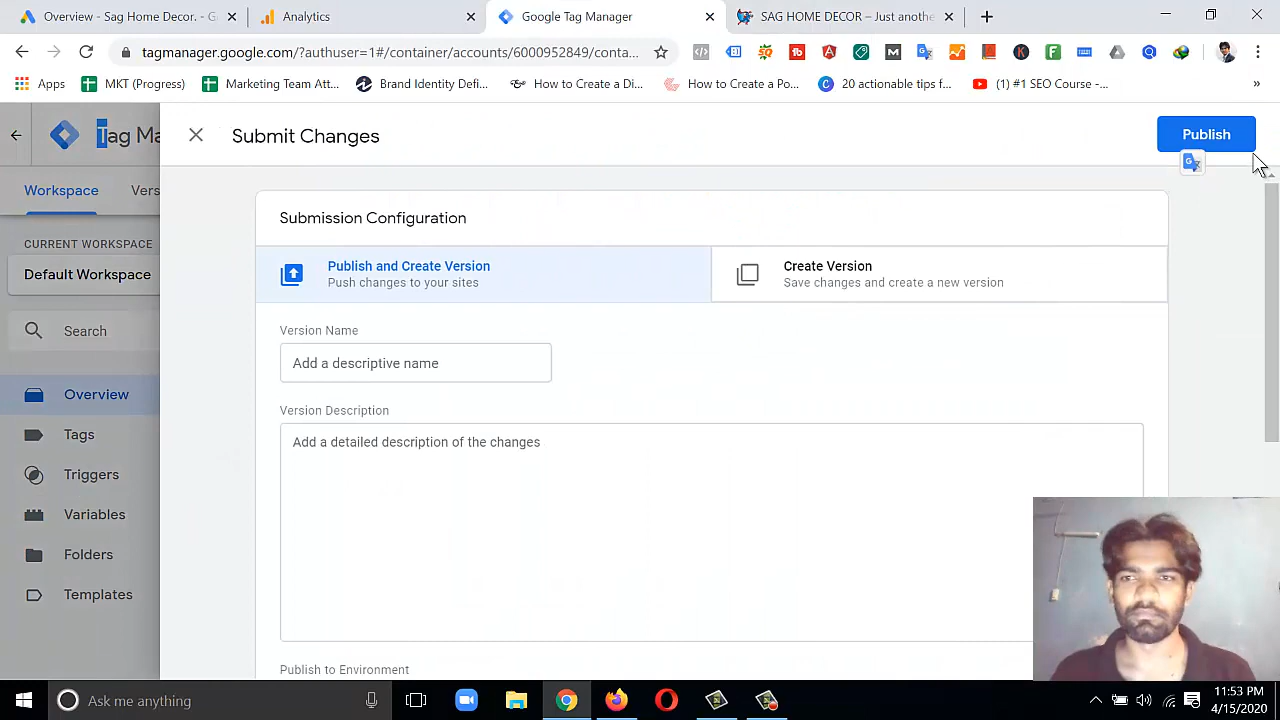 Overview - Sag Home Decor. - G
Analytics
Google Tag Manager
SAG HOME DECOR – Just anothe
tagmanager.google.com/?authuser=1#/container/accounts/6000952849/conta...
Apps
MKT (Progress)
Marketing Team Att...
Brand Identity Defi...
How to Create a Di...
How to Create a Po...
20 actionable tips f...
(1) #1 SEO Course -...
»
Tag Ma
Submit Changes
Publish
Workspace
Vers
Submission Configuration
CURRENT WORKSPACE
Default Workspace
Publish and Create Version
Push changes to your sites
Create Version
Save changes and create a new version
Search
Version Name
Add a descriptive name
Overview
Tags
Triggers
Variables
Folders
Templates
Version Description
Add a detailed description of the changes
Publish to Environment
Ask me anything
11:53 PM
4/15/2020